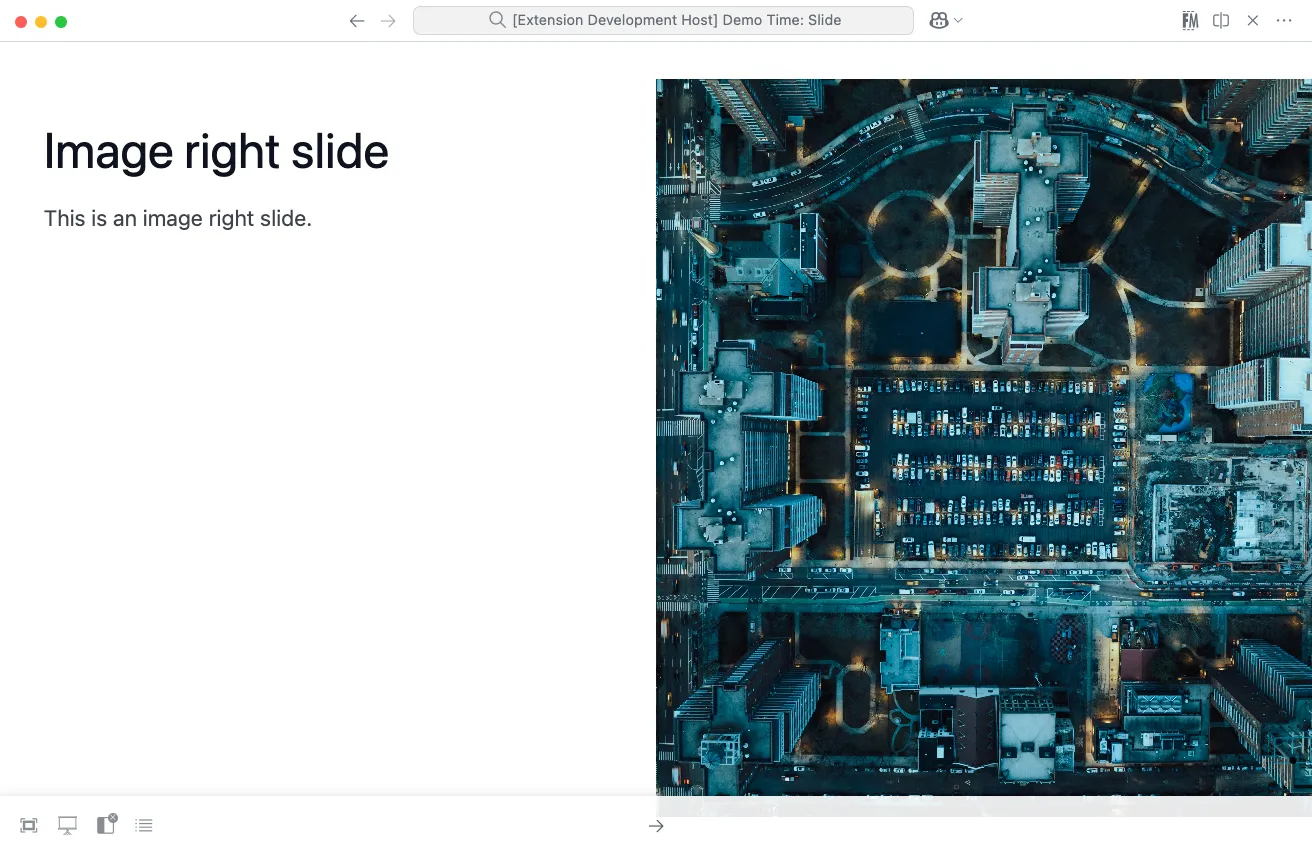 [Extension Development Host] Demo Time: Slide
FM
Image right slide
This is an image right slide.